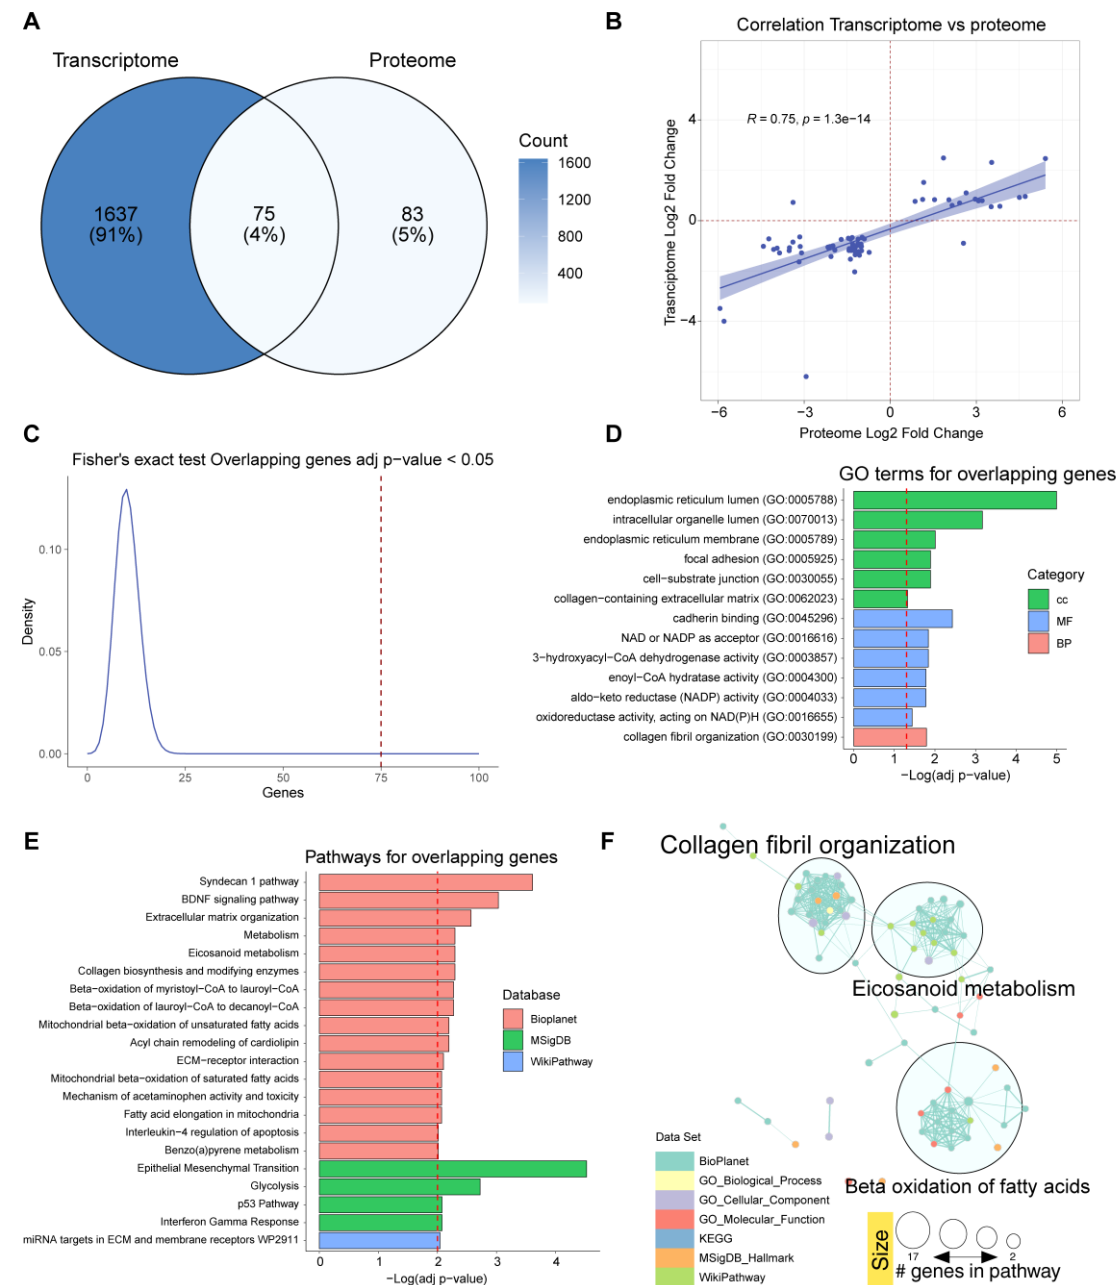 A
Transcriptome
Proteome
1637
(91%)
75
(4%)
83
(5%)
Count
1600
1200
800
400
B
Correlation Transcriptome vs proteome
R = 0.75, p = 1.3e−14
Trasnciptome Log2 Fold Change
4
0
−4
−6
−3
0
3
6
Proteome Log2 Fold Change
C
Fisher's exact test Overlapping genes adj p−value < 0.05
Density
0.10
0.05
0.00
0
25
50
75
100
Genes
D
GO terms for overlapping genes
endoplasmic reticulum lumen (GO:0005788)
intracellular organelle lumen (GO:0070013)
endoplasmic reticulum membrane (GO:0005789)
focal adhesion (GO:0005925)
cell−substrate junction (GO:0030055)
collagen−containing extracellular matrix (GO:0062023)
cadherin binding (GO:0045296)
NAD or NADP as acceptor (GO:0016616)
3−hydroxyacyl−CoA dehydrogenase activity (GO:0003857)
enoyl−CoA hydratase activity (GO:0004300)
aldo−keto reductase (NADP) activity (GO:0004033)
oxidoreductase activity, acting on NAD(P)H (GO:0016655)
collagen fibril organization (GO:0030199)
0
1
2
3
4
5
−Log(adj p−value)
Category
cc
MF
BP
E
Pathways for overlapping genes
Syndecan 1 pathway
BDNF signaling pathway
Extracellular matrix organization
Metabolism
Eicosanoid metabolism
Collagen biosynthesis and modifying enzymes
Beta−oxidation of myristoyl−CoA to lauroyl−CoA
Beta−oxidation of lauroyl−CoA to decanoyl−CoA
Mitochondrial beta−oxidation of unsaturated fatty acids
Acyl chain remodeling of cardiolipin
ECM−receptor interaction
Mitochondrial beta−oxidation of saturated fatty acids
Mechanism of acetaminophen activity and toxicity
Fatty acid elongation in mitochondria
Interleukin−4 regulation of apoptosis
Benzo(a)pyrene metabolism
Epithelial Mesenchymal Transition
Glycolysis
p53 Pathway
Interferon Gamma Response
miRNA targets in ECM and membrane receptors WP2911
0
1
2
3
4
−Log(adj p−value)
Database
Bioplanet
MSigDB
WikiPathway
F
Collagen fibril organization
Eicosanoid metabolism
Beta oxidation of fatty acids
Data Set
BioPlanet
GO_Biological_Process
GO_Cellular_Component
GO_Molecular_Function
KEGG
MSigDB_Hallmark
WikiPathway
Size
17
2
# genes in pathway